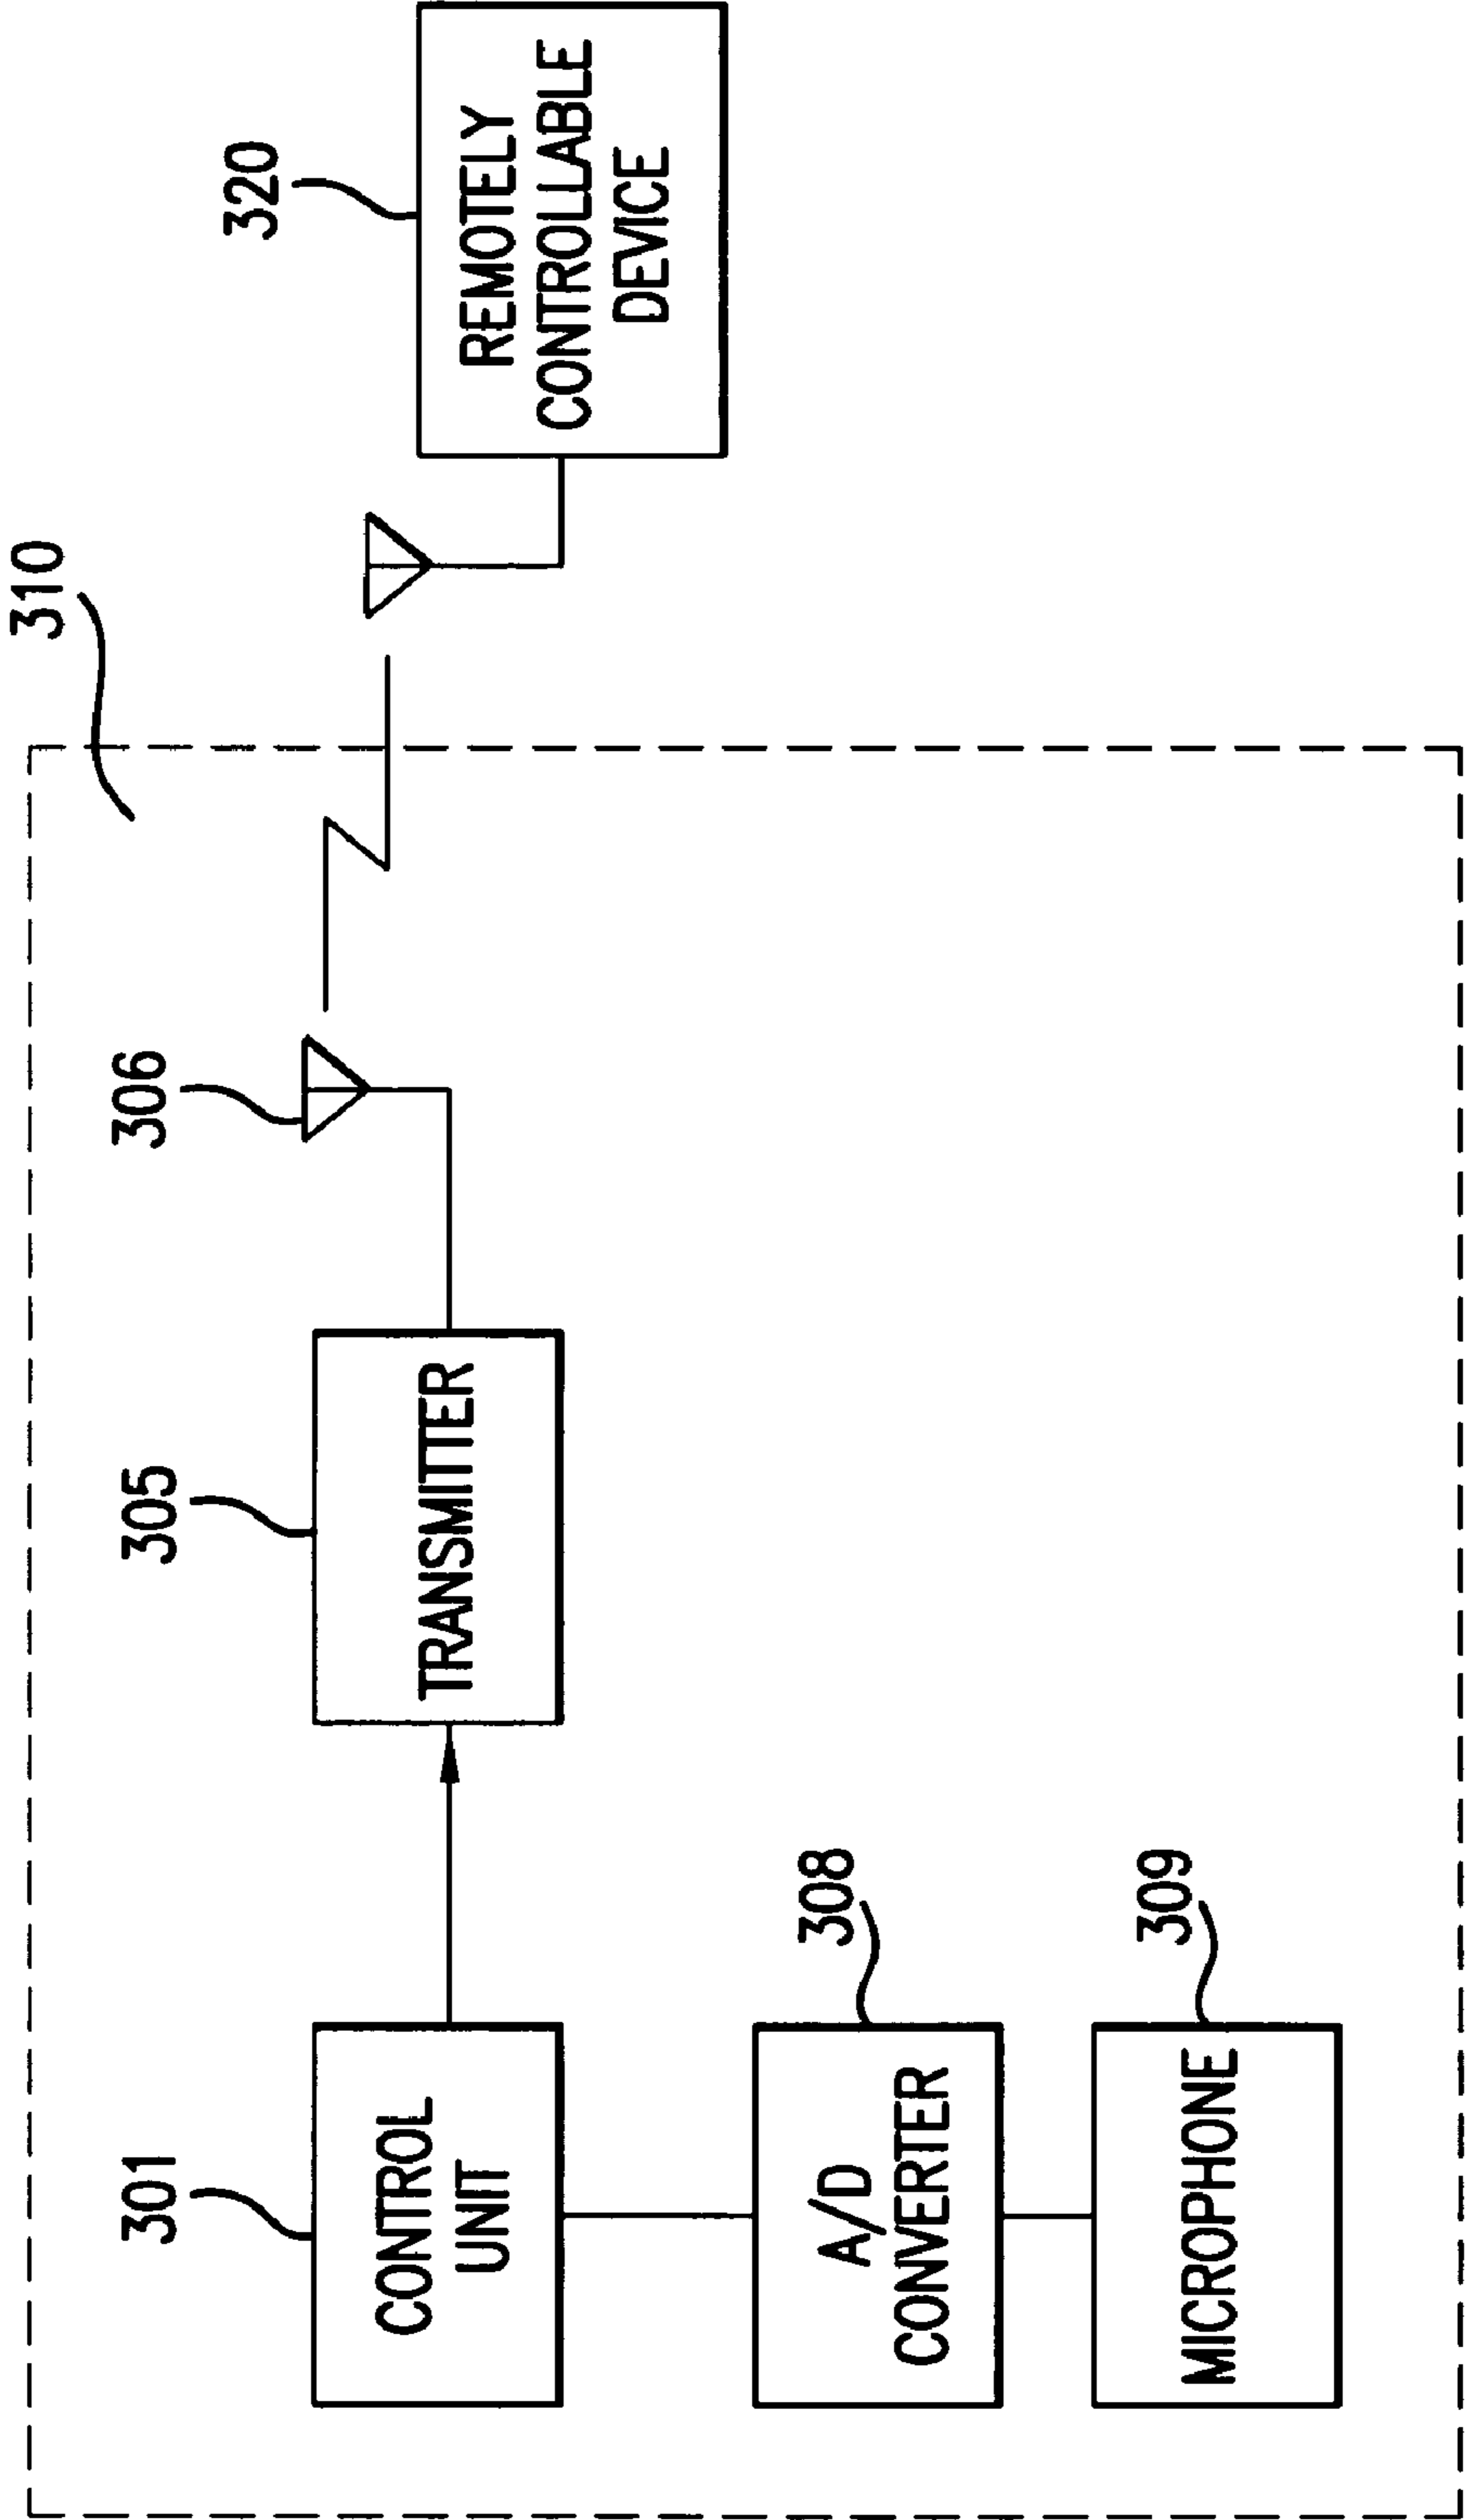 310
320
REMOTELY
CONTROLLABLE
DEVICE
306
305
TRANSMITTER
301
CONTROL
UNIT
308
A/D
CONVERTER
309
MICROPHONE